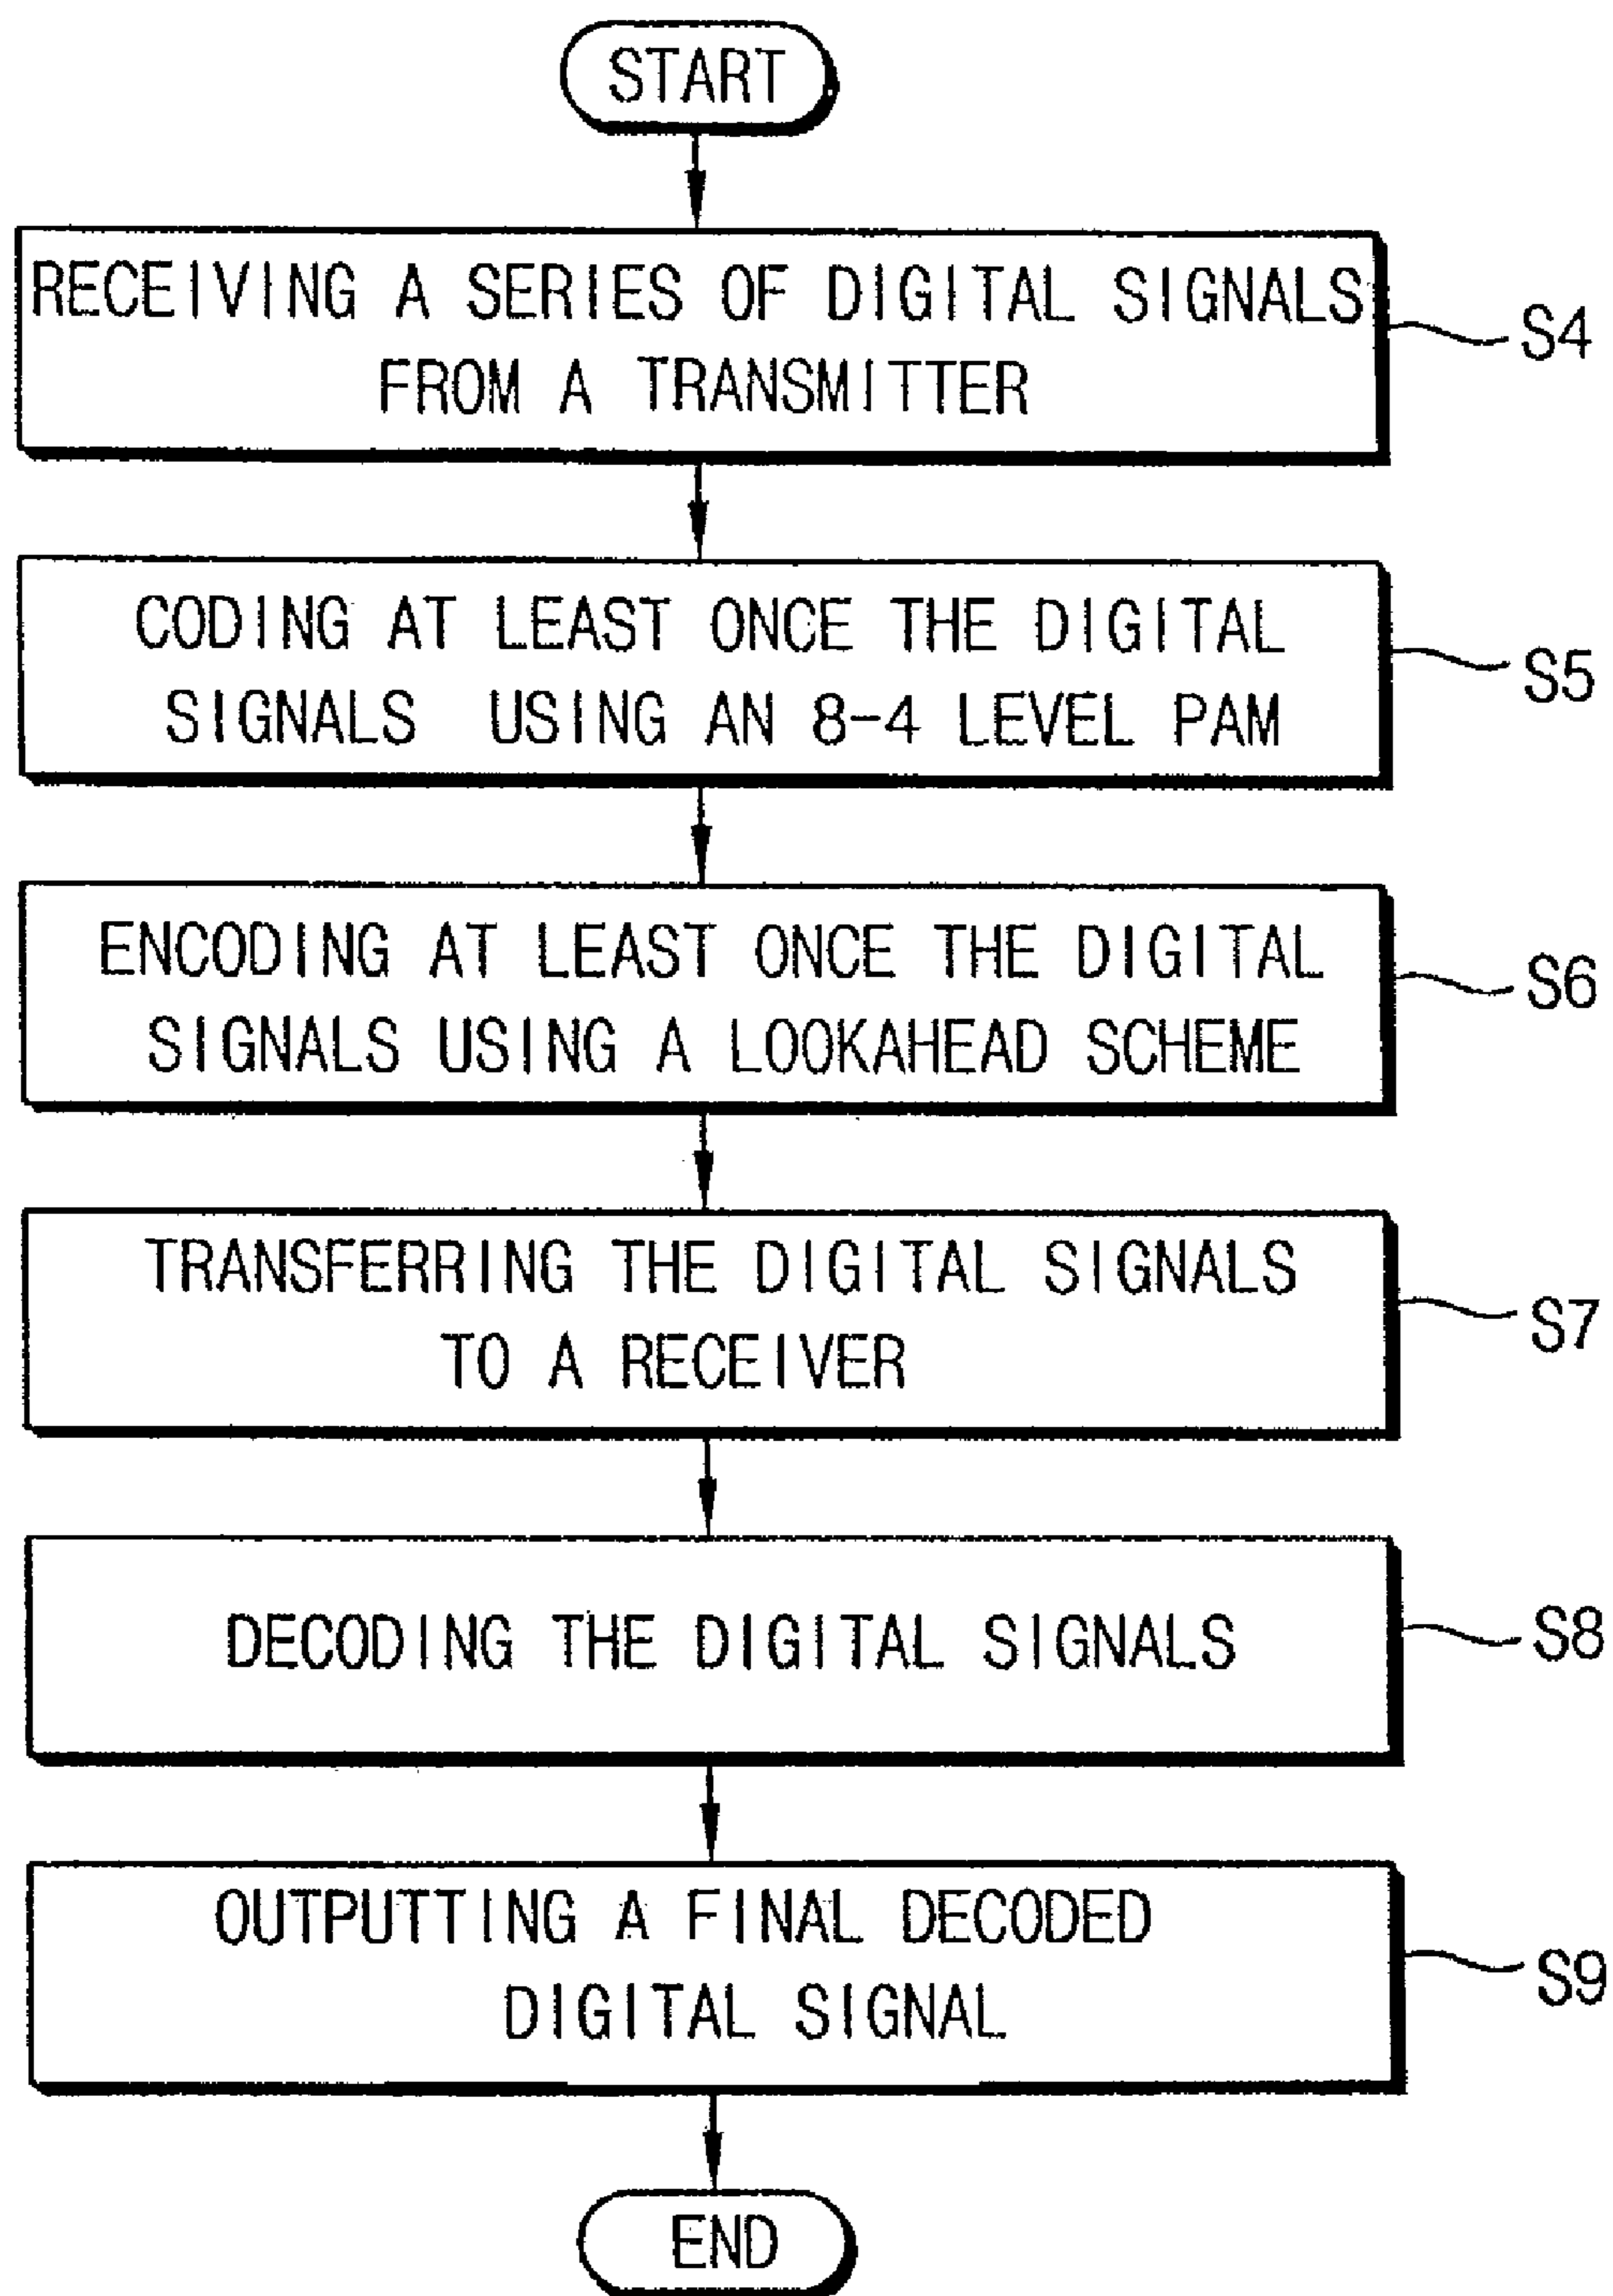 START
RECEIVING A SERIES OF DIGITAL SIGNALS
FROM A TRANSMITTER
S4
CODING AT LEAST ONCE THE DIGITAL
SIGNALS USING AN 8-4 LEVEL PAM
S5
ENCODING AT LEAST ONCE THE DIGITAL
SIGNALS USING A LOOKAHEAD SCHEME
S6
TRANSFERRING THE DIGITAL SIGNALS
TO A RECEIVER
S7
DECODING THE DIGITAL SIGNALS
S8
OUTPUTTING A FINAL DECODED
DIGITAL SIGNAL
S9
END